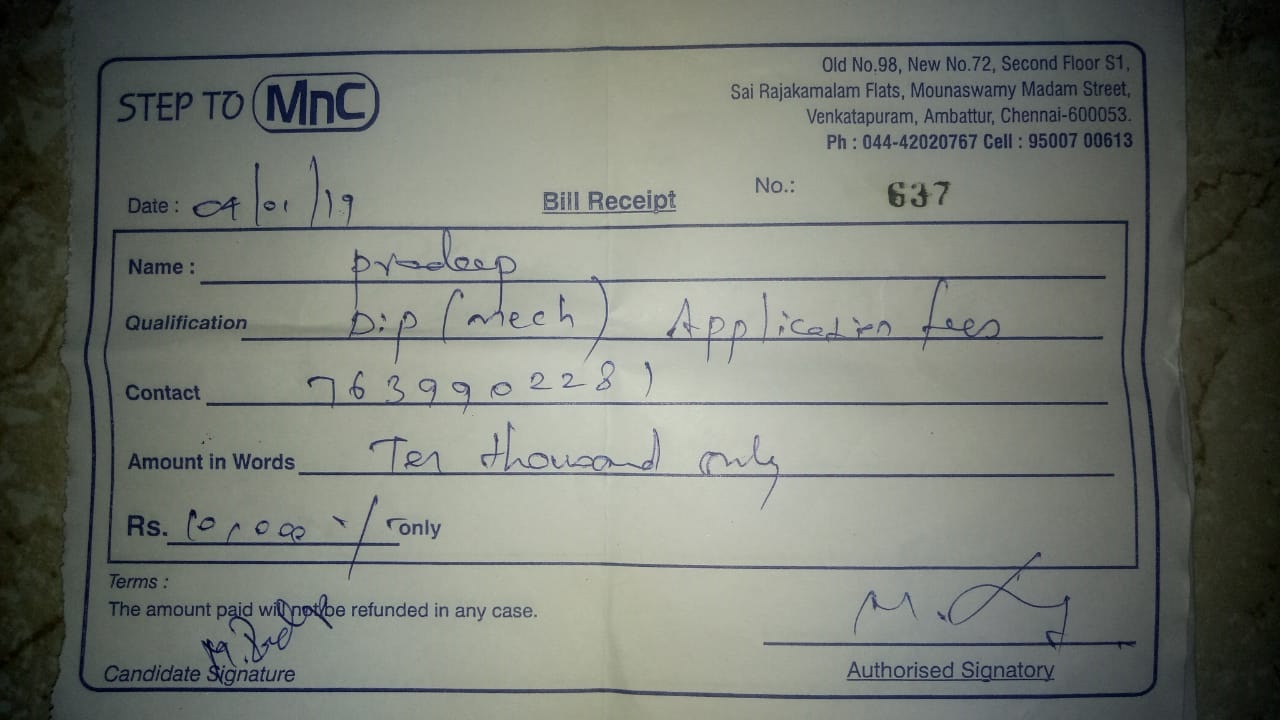 STEP TO MnC
Old No.98, New No.72, Second Floor S1,
Sai Rajakamalam Flats, Mounaswamy Madam Street,
Venkatapuram, Ambattur, Chennai-600053.
Ph : 044-42020767 Cell : 95007 00613
Date : 04/01/19 Bill Receipt No.: 637
Name : Pradeep
Qualification Dip (Mech) Application fees
Contact 7639902281
Amount in Words Ten thousand only
Rs. 10,000 /- only
Terms :
The amount paid will not be refunded in any case.
Candidate Signature
Authorised Signatory